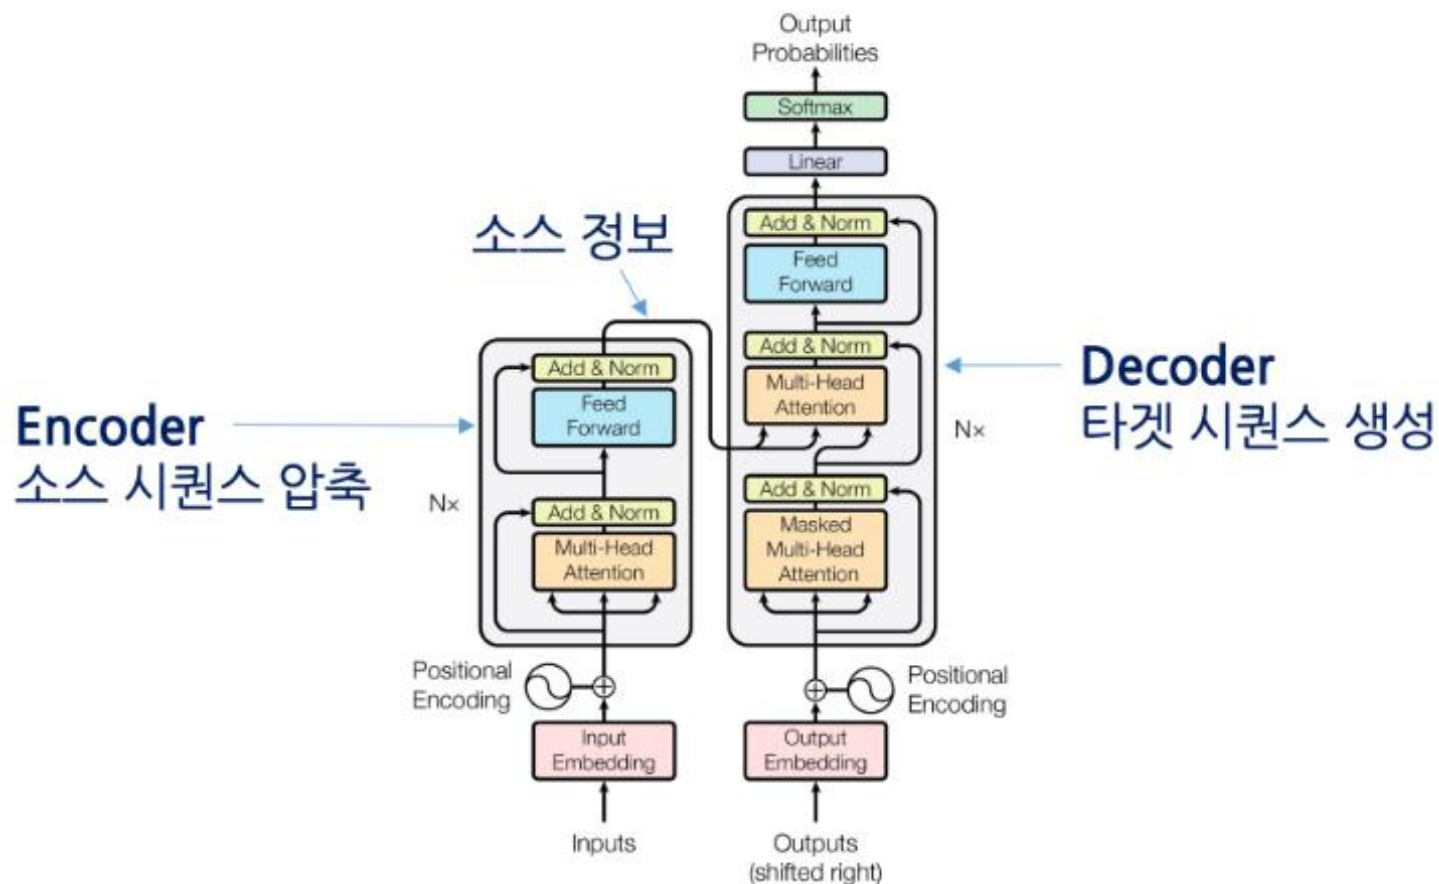 Output
Probabilities
Softmax
Linear
Add & Norm
Feed
Forward
Add & Norm
Multi-Head
Attention
Add & Norm
Masked
Multi-Head
Attention
Nx
Decoder
타겟 시퀀스 생성
소스 정보
Encoder
소스 시퀀스 압축
Nx
Add & Norm
Feed
Forward
Add & Norm
Multi-Head
Attention
Positional
Encoding
Input
Embedding
Inputs
Positional
Encoding
Output
Embedding
Outputs
(shifted right)